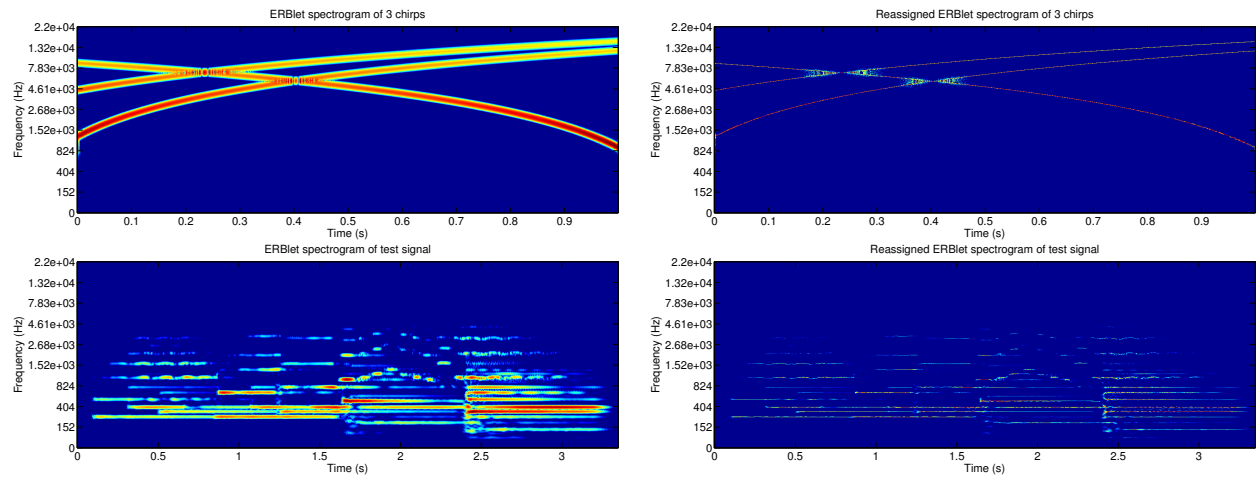 ERBlet spectrogram of 3 chirps
2.2e+04
1.32e+04
7.83e+03
4.61e+03
2.68e+03
1.52e+03
824
404
152
0
Frequency (Hz)
0 0.1 0.2 0.3 0.4 0.5 0.6 0.7 0.8 0.9
Time (s)
Reassigned ERBlet spectrogram of 3 chirps
2.2e+04
1.32e+04
7.83e+03
4.61e+03
2.68e+03
1.52e+03
824
404
152
0
Frequency (Hz)
0 0.1 0.2 0.3 0.4 0.5 0.6 0.7 0.8 0.9
Time (s)
ERBlet spectrogram of test signal
2.2e+04
1.32e+04
7.83e+03
4.61e+03
2.68e+03
1.52e+03
824
404
152
0
Frequency (Hz)
0 0.5 1 1.5 2 2.5 3
Time (s)
Reassigned ERBlet spectrogram of test signal
2.2e+04
1.32e+04
7.83e+03
4.61e+03
2.68e+03
1.52e+03
824
404
152
0
Frequency (Hz)
0 0.5 1 1.5 2 2.5 3
Time (s)